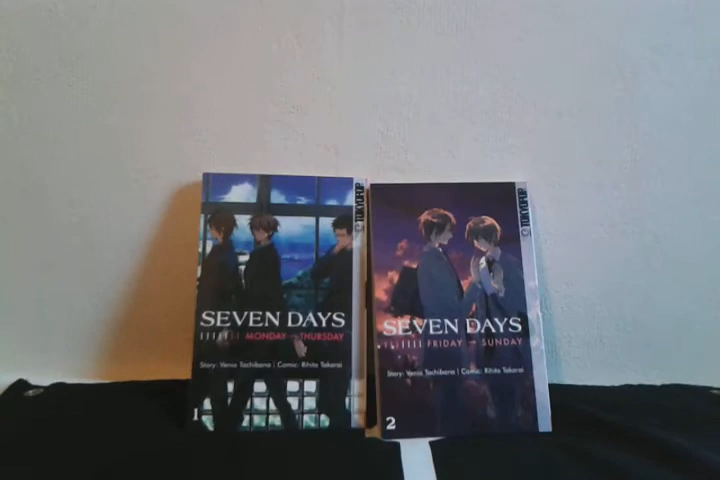 TOKYOPOP
SEVEN DAYS
MONDAY → THURSDAY
Story: Venio Tachibana | Comic: Rihito Takarai
1
TOKYOPOP
SEVEN DAYS
FRIDAY → SUNDAY
Story: Venio Tachibana | Comic: Rihito Takarai
2